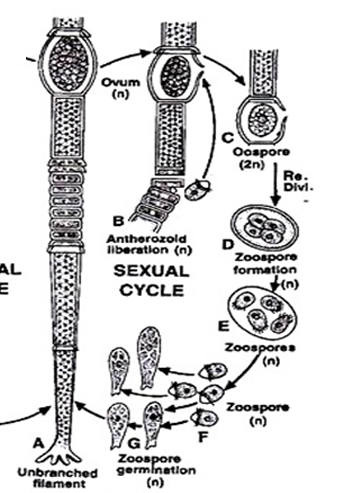 Ovum
(n)
C
Oospore
(2n)
Re.
Divi-
B
Antherozoid
liberation (n)
AL
E
SEXUAL
CYCLE
D
Zoospore
formation
(n)
E
Zoospores
(n)
Zoospore
(n)
F
G
A
Unbranched
filament
Zoospore
germination
(n)